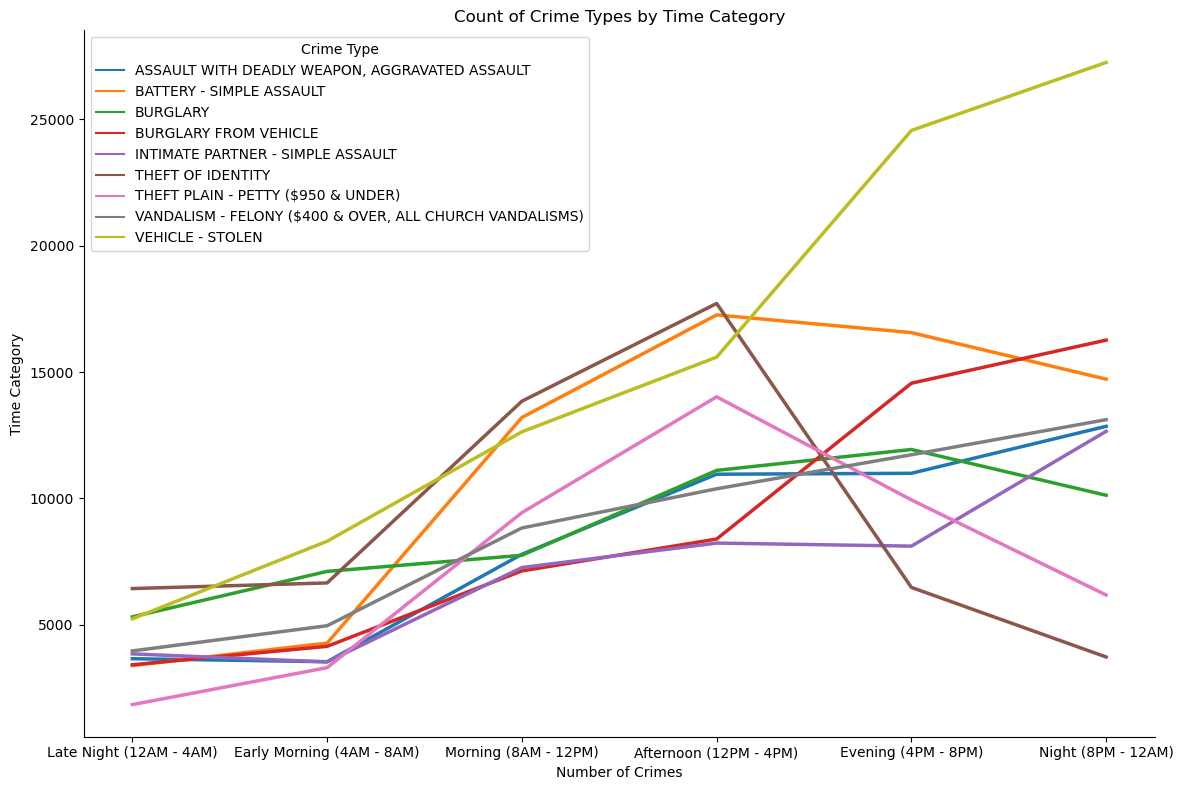 Count of Crime Types by Time Category
Crime Type
ASSAULT WITH DEADLY WEAPON, AGGRAVATED ASSAULT
BATTERY - SIMPLE ASSAULT
BURGLARY
BURGLARY FROM VEHICLE
INTIMATE PARTNER - SIMPLE ASSAULT
THEFT OF IDENTITY
THEFT PLAIN - PETTY ($950 & UNDER)
VANDALISM - FELONY ($400 & OVER, ALL CHURCH VANDALISMS)
VEHICLE - STOLEN
25000
20000
15000
10000
5000
Time Category
Late Night (12AM - 4AM) Early Morning (4AM - 8AM) Morning (8AM - 12PM) Afternoon (12PM - 4PM) Evening (4PM - 8PM) Night (8PM - 12AM)
Number of Crimes